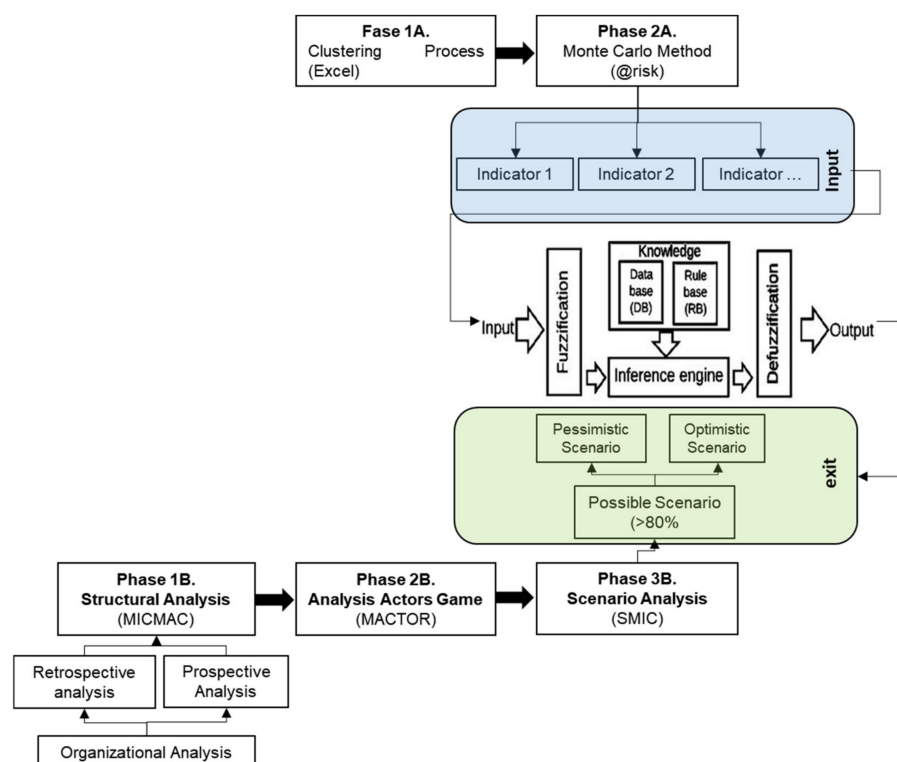 Fase 1A.
Clustering Process
(Excel)
Phase 2A.
Monte Carlo Method
(@risk)
Indicator 1
Indicator 2
Indicator ...
Input
Knowledge
Data
base
(DB)
Rule
base
(RB)
Input
Fuzzification
Inference engine
Defuzzification
Output
Pessimistic
Scenario
Optimistic
Scenario
Possible Scenario
(>80%
exit
Phase 1B.
Structural Analysis
(MICMAC)
Phase 2B.
Analysis Actors Game
(MACTOR)
Phase 3B.
Scenario Analysis
(SMIC)
Retrospective
analysis
Prospective
Analysis
Organizational Analysis